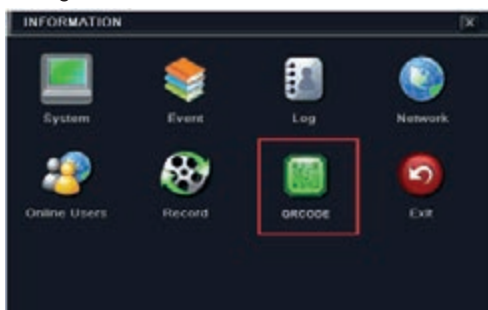 INFORMATION X
System Event Log Network
Online Users Record QRCODE Exit